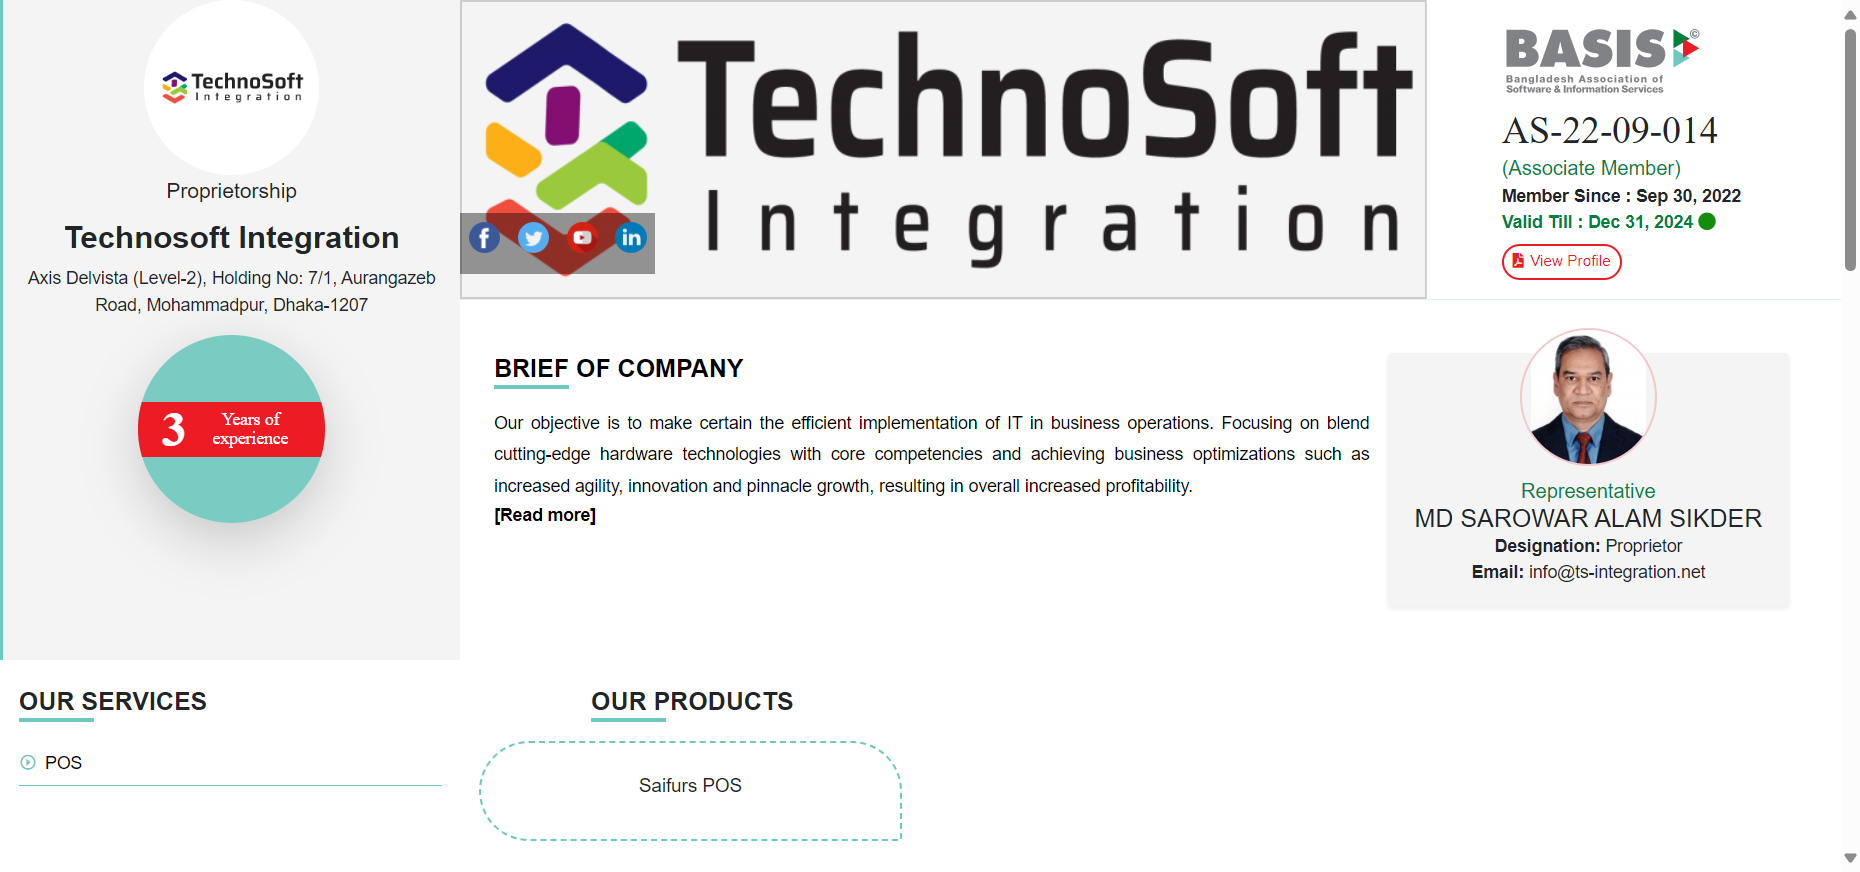 TechnoSoft
Integration
Proprietorship
Technosoft Integration
Axis Delvista (Level-2), Holding No: 7/1, Aurangazeb
Road, Mohammadpur, Dhaka-1207
3
Years of
experience
TechnoSoft
Integration
BASIS ©
Bangladesh Association of
Software & Information Services
AS-22-09-014
(Associate Member)
Member Since : Sep 30, 2022
Valid Till : Dec 31, 2024
View Profile
BRIEF OF COMPANY
Our objective is to make certain the efficient implementation of IT in business operations. Focusing on blend
cutting-edge hardware technologies with core competencies and achieving business optimizations such as
increased agility, innovation and pinnacle growth, resulting in overall increased profitability.
[Read more]
Representative
MD SAROWAR ALAM SIKDER
Designation: Proprietor
Email: info@ts-integration.net
OUR SERVICES
POS
OUR PRODUCTS
Saifurs POS